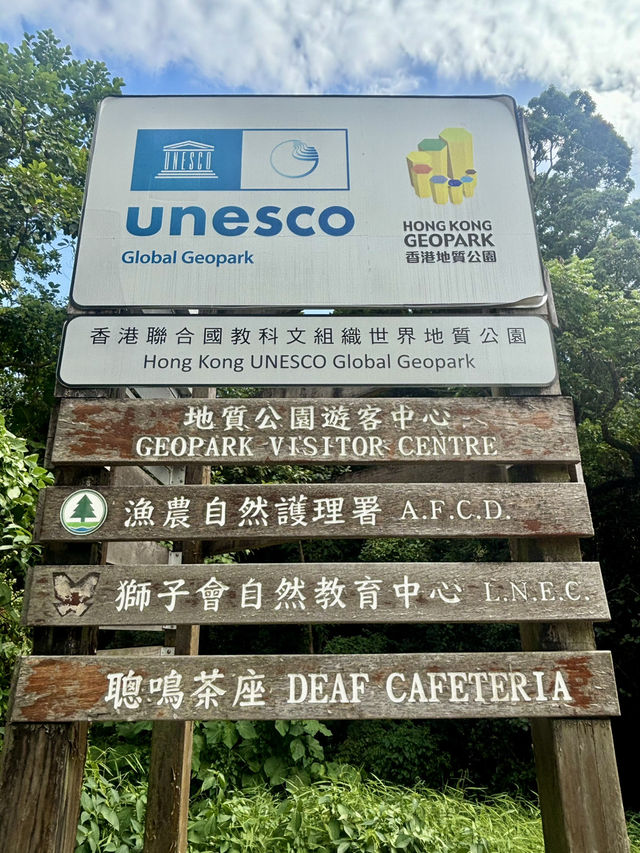 UNESCO
unesco
Global Geopark
HONG KONG
GEOPARK
香港地質公園
香港聯合國教科文組織世界地質公園
Hong Kong UNESCO Global Geopark
地質公園遊客中心
GEOPARK VISITOR CENTRE
漁農自然護理署 A.F.C.D.
獅子會自然教育中心 L.N.E.C.
聰鳴茶座 DEAF CAFETERIA